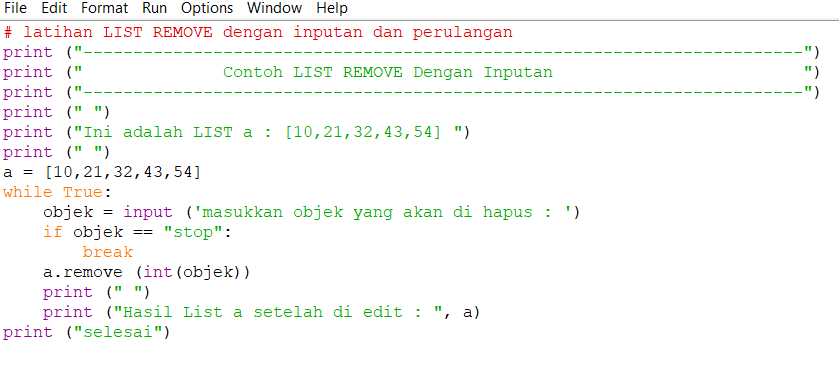 File Edit Format Run Options Window Help
# latihan LIST REMOVE dengan inputan dan perulangan
print ("------------------------------------------------------------------------")
print ("              Contoh LIST REMOVE Dengan Inputan                         ")
print ("------------------------------------------------------------------------")
print (" ")
print ("Ini adalah LIST a : [10,21,32,43,54] ")
print (" ")
a = [10,21,32,43,54]
while True:
    objek = input ('masukkan objek yang akan di hapus : ')
    if objek == "stop":
        break
    a.remove (int(objek))
    print (" ")
    print ("Hasil List a setelah di edit : ", a)
print ("selesai")